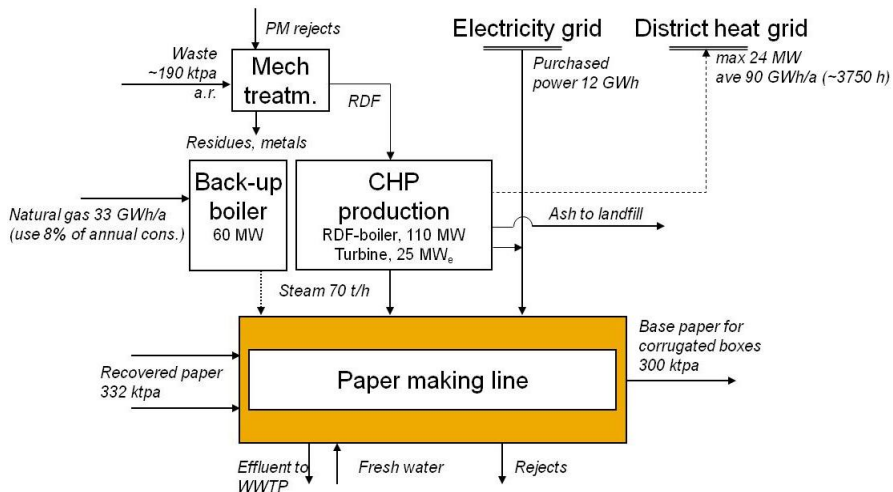 PM rejects
Electricity grid
District heat grid
Waste
~190 ktpa
a.r.
Mech
treatm.
RDF
Purchased
power 12 GWh
max 24 MW
ave 90 GWh/a (~3750 h)
Residues, metals
Natural gas 33 GWh/a
(use 8% of annual cons.)
Back-up
boiler
60 MW
CHP
production
RDF-boiler, 110 MW
Turbine, 25 MWe
Ash to landfill
Steam 70 t/h
Recovered paper
332 ktpa
Paper making line
Base paper for
corrugated boxes
300 ktpa
Effluent to
WWTP
Fresh water
Rejects